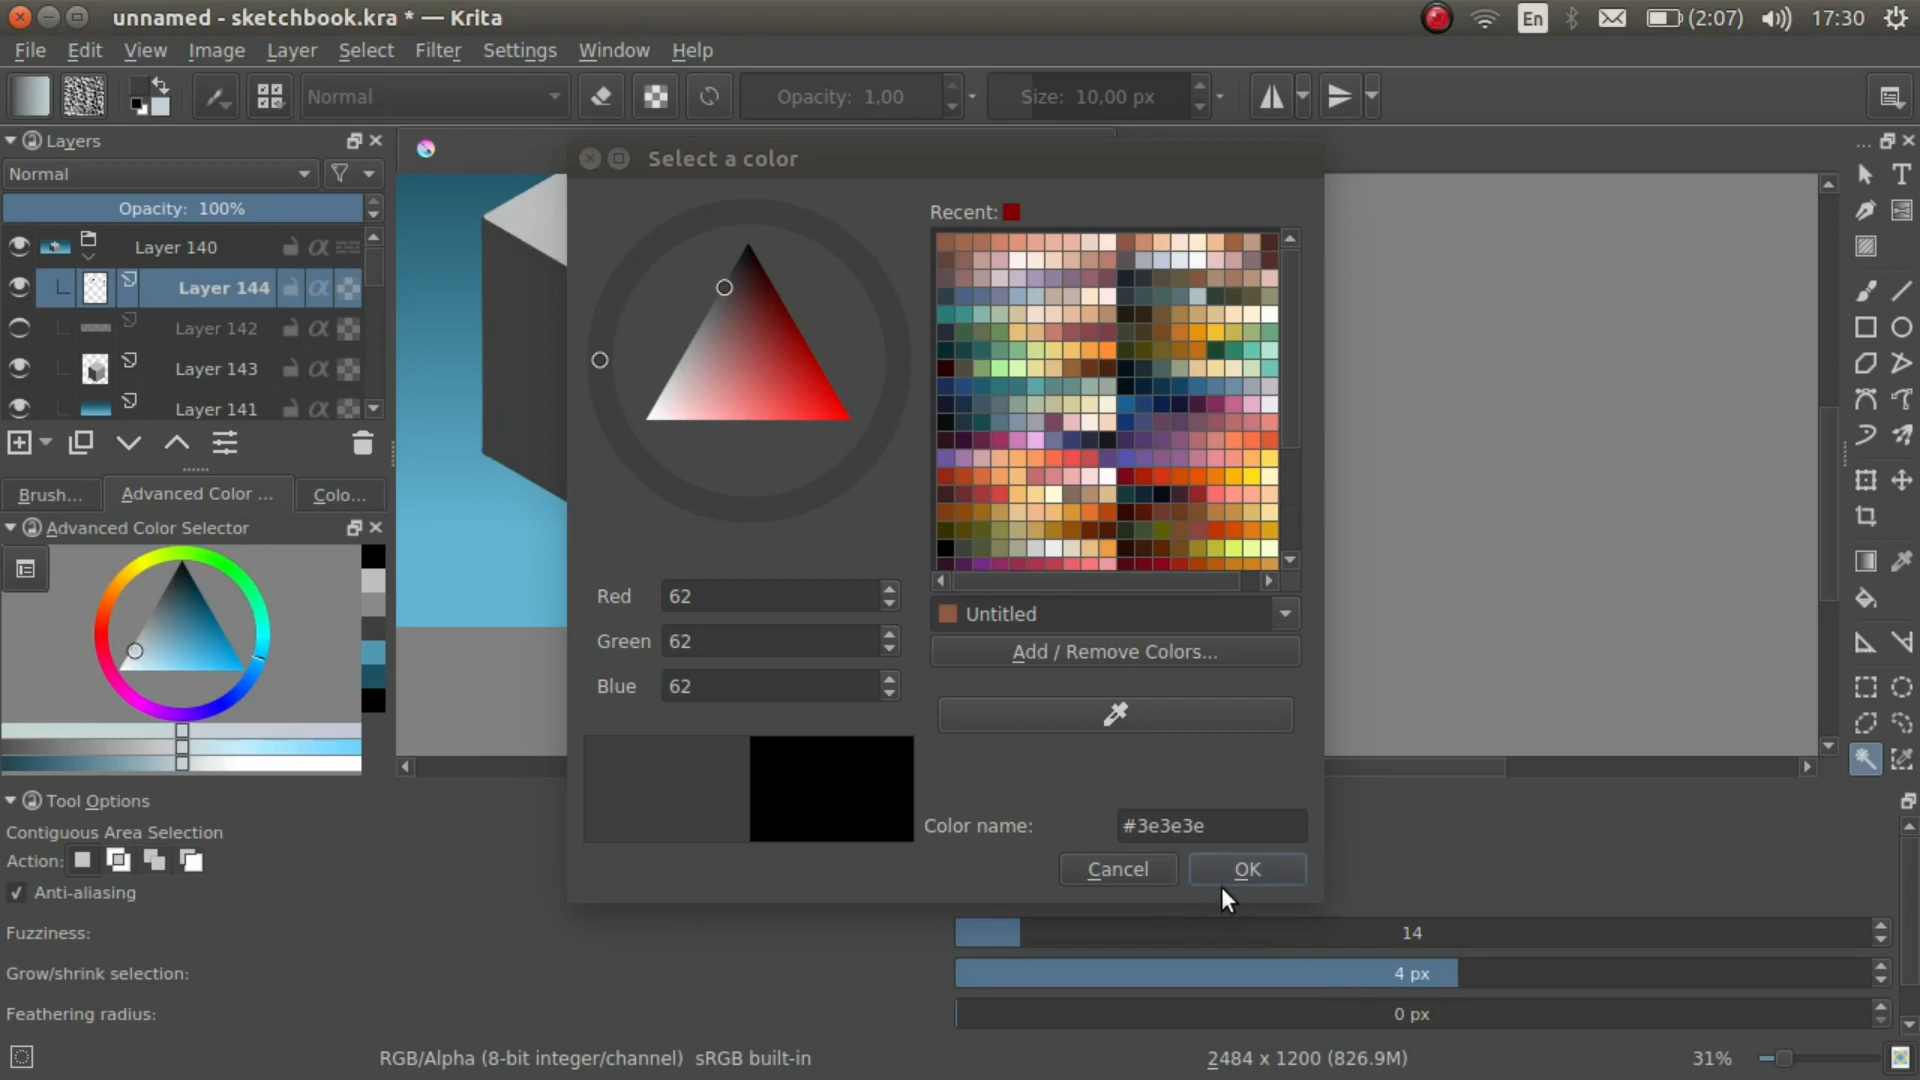 unnamed - sketchbook.kra * — Krita
En
(2:07)
17:30
File Edit View Image Layer Select Filter Settings Window Help
Normal
Opacity: 1,00
Size: 10,00 px
Layers
Normal
Opacity: 100%
Layer 140
Layer 144
Layer 142
Layer 143
Layer 141
Brush...
Advanced Color ...
Colo...
Advanced Color Selector
Tool Options
Contiguous Area Selection
Action:
Anti-aliasing
Fuzziness:
14
Grow/shrink selection:
4 px
Feathering radius:
0 px
Select a color
Recent:
Red 62
Green 62
Blue 62
Untitled
Add / Remove Colors...
Color name: #3e3e3e
Cancel
OK
RGB/Alpha (8-bit integer/channel) sRGB built-in
2484 x 1200 (826.9M)
31%